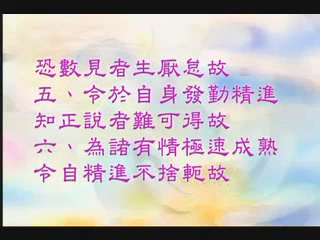 恐數見者生厭怠故
五、令於自身發勤精進
知正說者難可得故
六、為諸有情極速成熟
令自精進不捨軛故